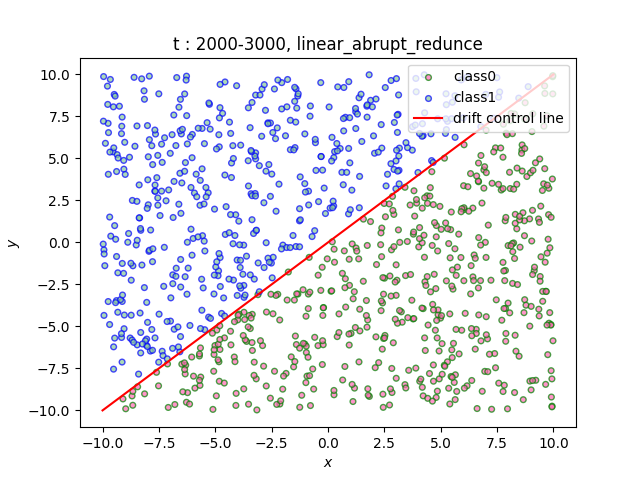 t : 2000-3000, linear_abrupt_redunce
class0
class1
drift control line
10.0
7.5
5.0
2.5
0.0
−2.5
−5.0
−7.5
−10.0
y
−10.0 −7.5 −5.0 −2.5 0.0 2.5 5.0 7.5 10.0
x